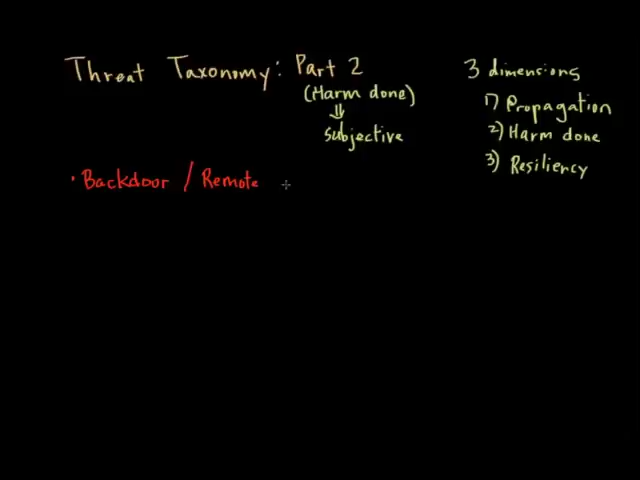 Threat Taxonomy: Part 2
(Harm done)
⇓
subjective
3 dimensions
1) Propagation
2) Harm done
3) Resiliency
· Backdoor / Remote